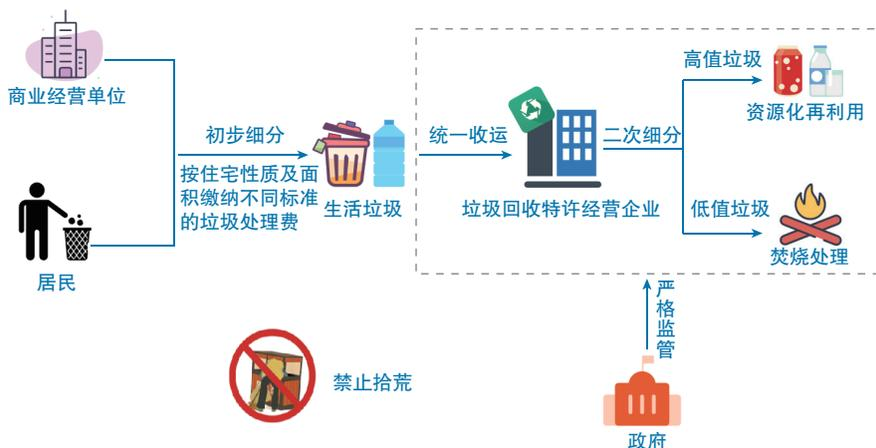 商业经营单位
居民
初步细分
按住宅性质及面
积缴纳不同标准
的垃圾处理费
生活垃圾
统一收运
垃圾回收特许经营企业
二次细分
高值垃圾
资源化再利用
低值垃圾
焚烧处理
严格监管
政府
禁止拾荒